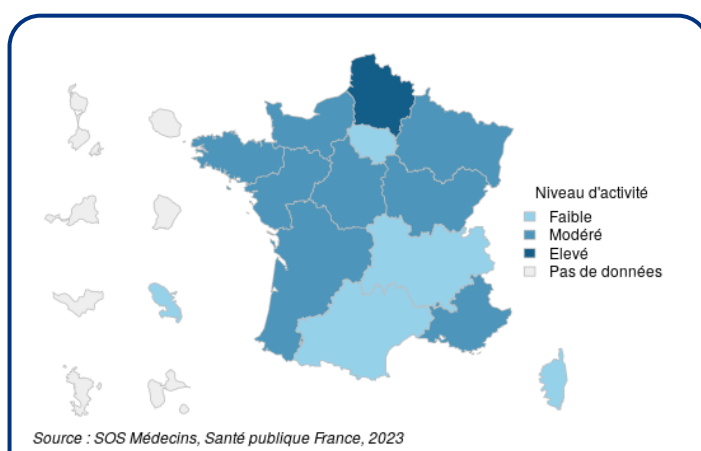 Niveau d'activité
Faible
Modéré
Elevé
Pas de données
Source : SOS Médecins, Santé publique France, 2023